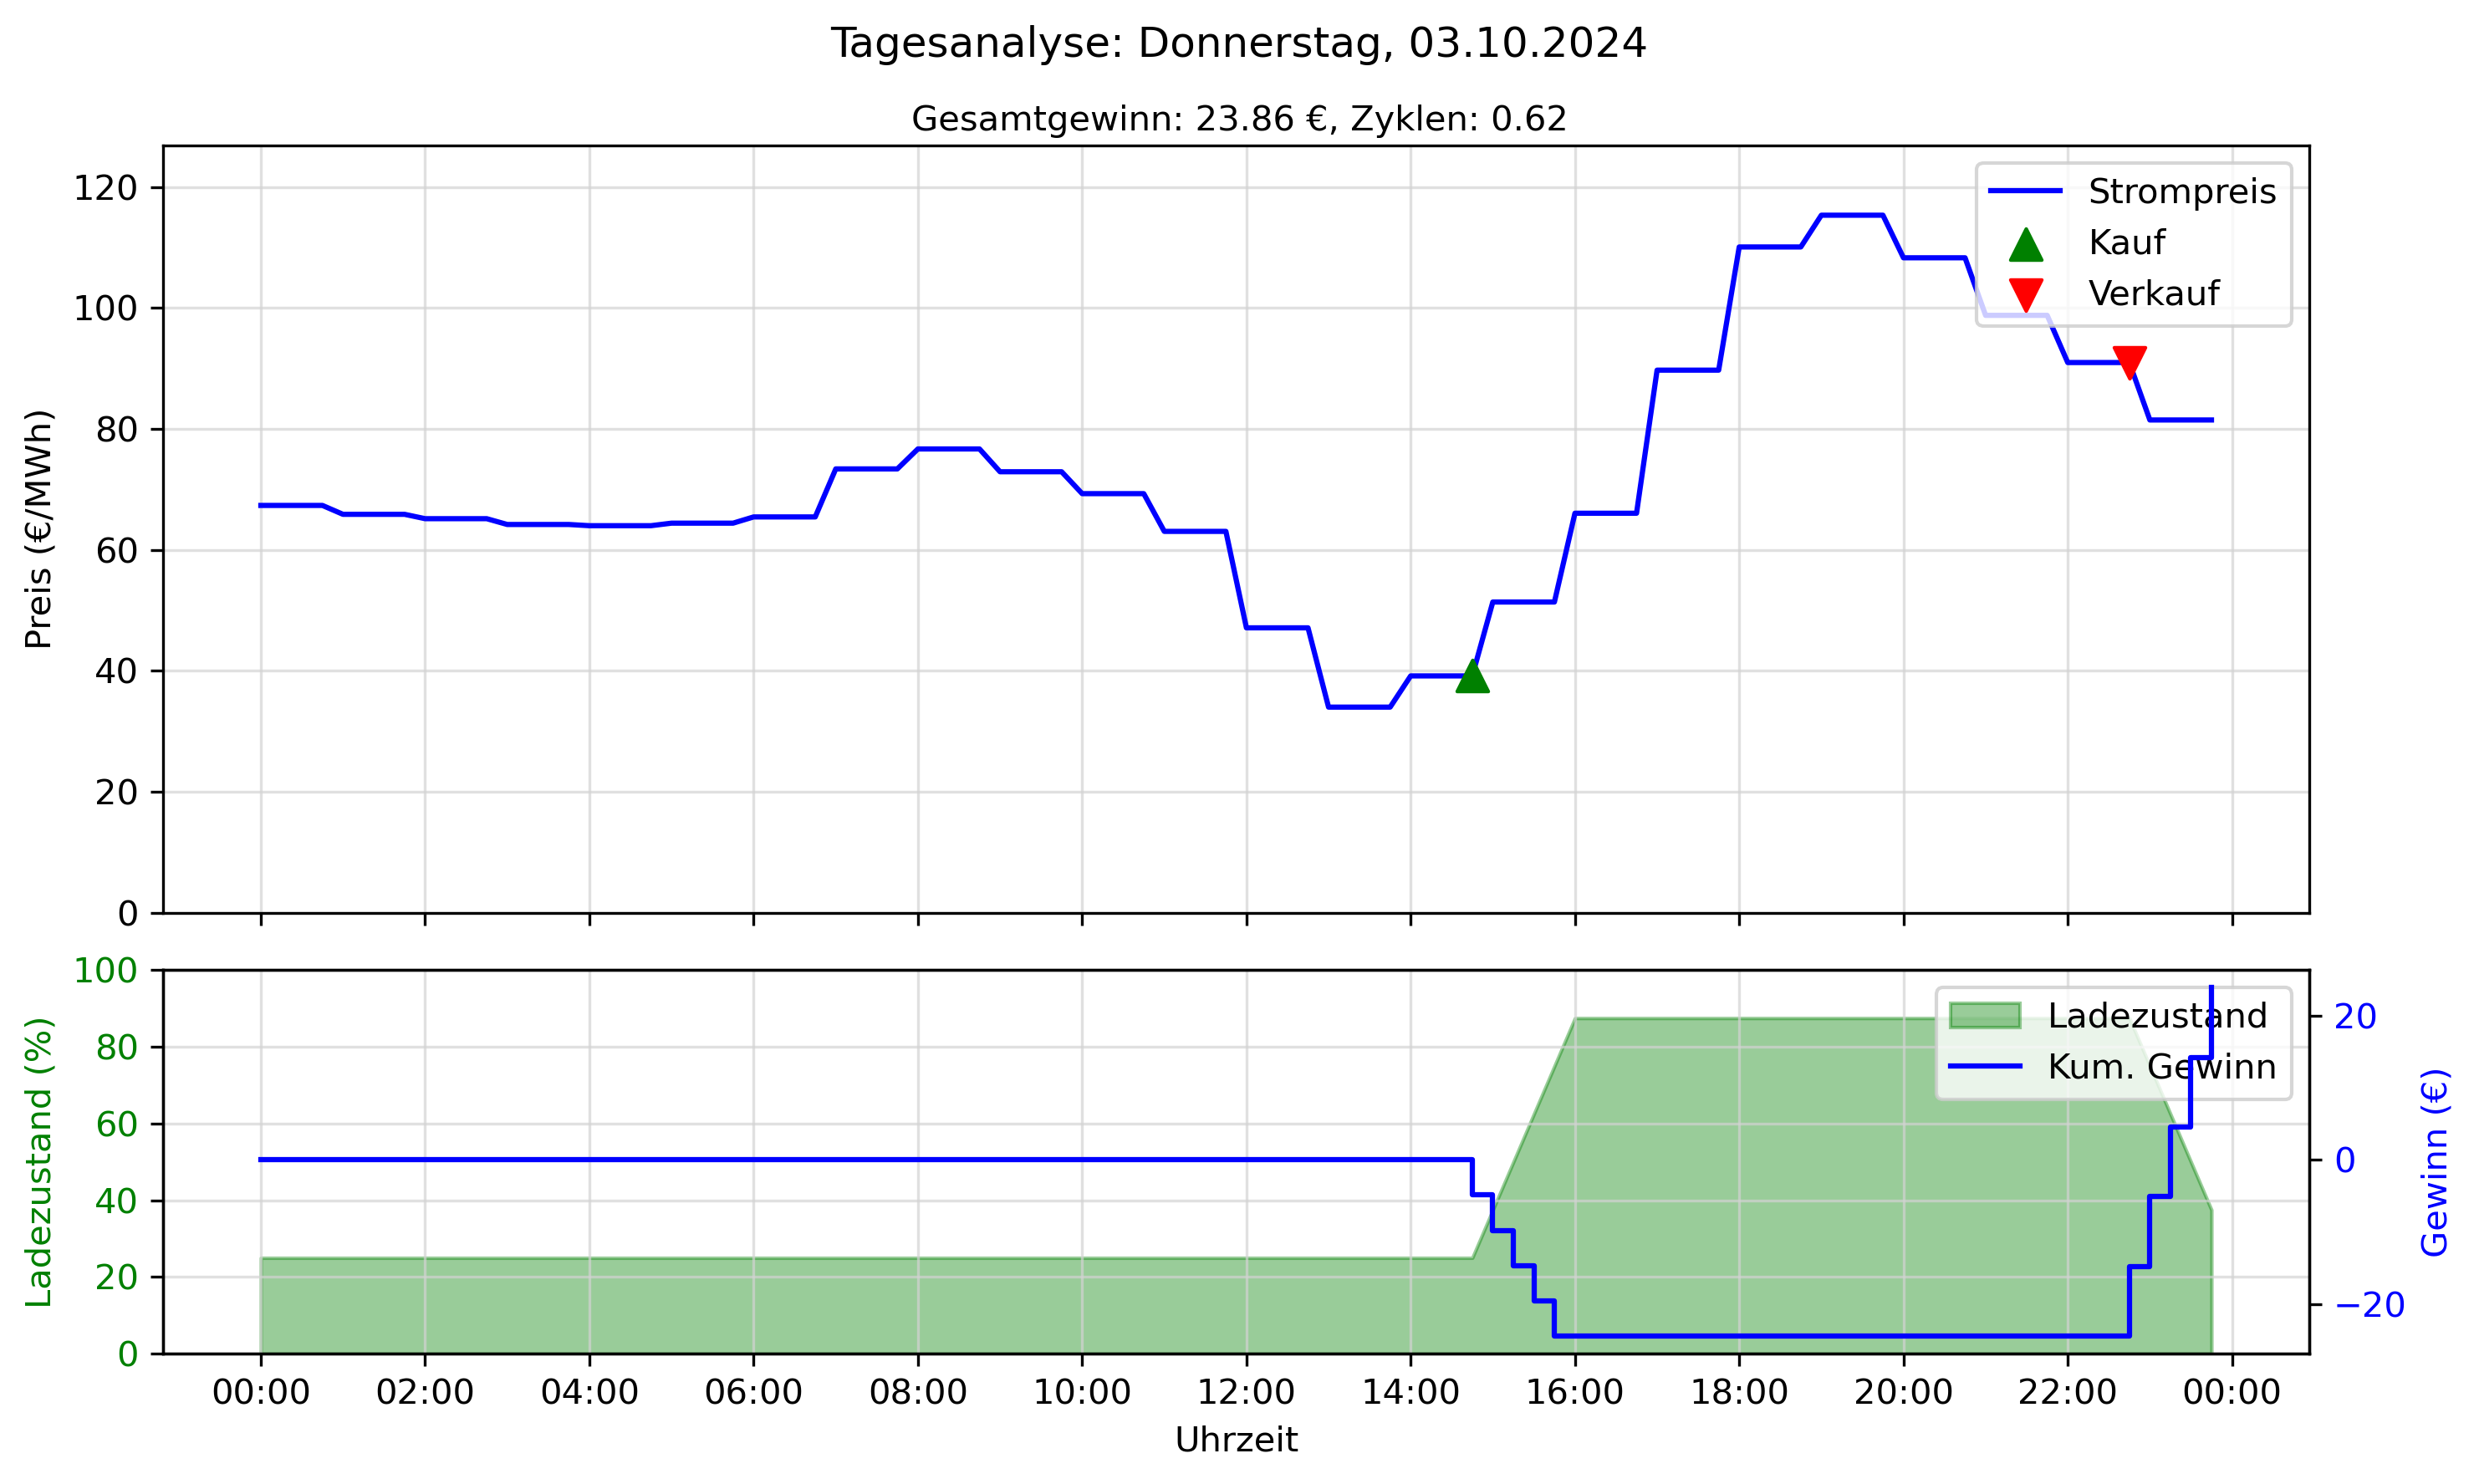 Tagesanalyse: Donnerstag, 03.10.2024
Gesamtgewinn: 23.86 €, Zyklen: 0.62
Preis (€/MWh)
120
100
80
60
40
20
0
Strompreis
Kauf
Verkauf
Ladezustand (%)
100
80
60
40
20
0
Ladezustand
Kum. Gewinn
20
0
−20
Gewinn (€)
00:00 02:00 04:00 06:00 08:00 10:00 12:00 14:00 16:00 18:00 20:00 22:00 00:00
Uhrzeit